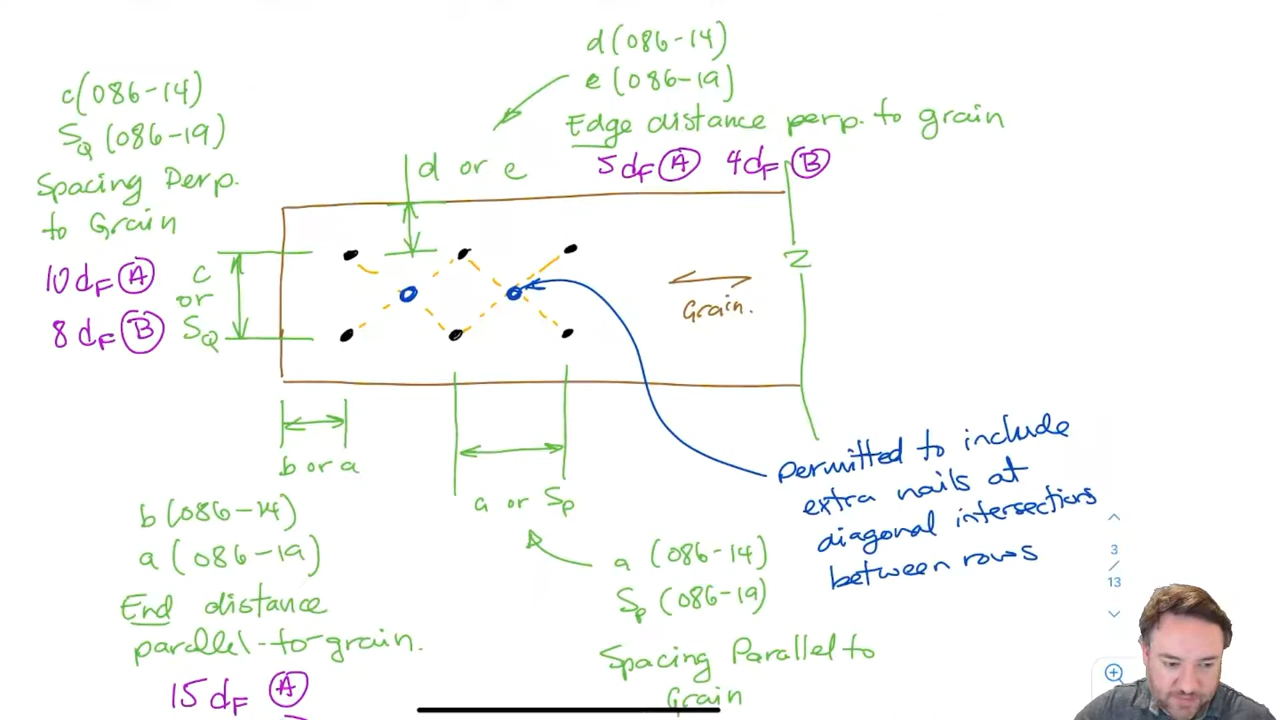 d (086-14)
e (086-19)
Edge distance perp. to grain
5dF A 4dF B
c (086-14)
SQ (086-19)
Spacing Perp.
to Grain
10dF A
8dF B
c
or
SQ
d or e
Grain.
b or a
a or Sp
permitted to include
extra nails at
diagonal intersections
between rows
b (086-14)
a (086-19)
End distance
parallel-to-grain.
15dF A
a (086-14)
Sp (086-19)
Spacing Parallel to
Grain
3
/
13